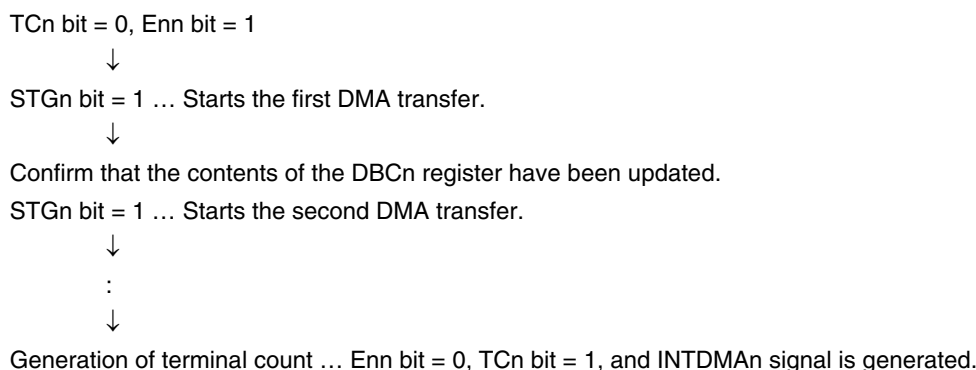 TCn bit = 0, Enn bit = 1
↓
STGn bit = 1 … Starts the first DMA transfer.
↓
Confirm that the contents of the DBCn register have been updated.
STGn bit = 1 … Starts the second DMA transfer.
↓
:
↓
Generation of terminal count … Enn bit = 0, TCn bit = 1, and INTDMAn signal is generated.